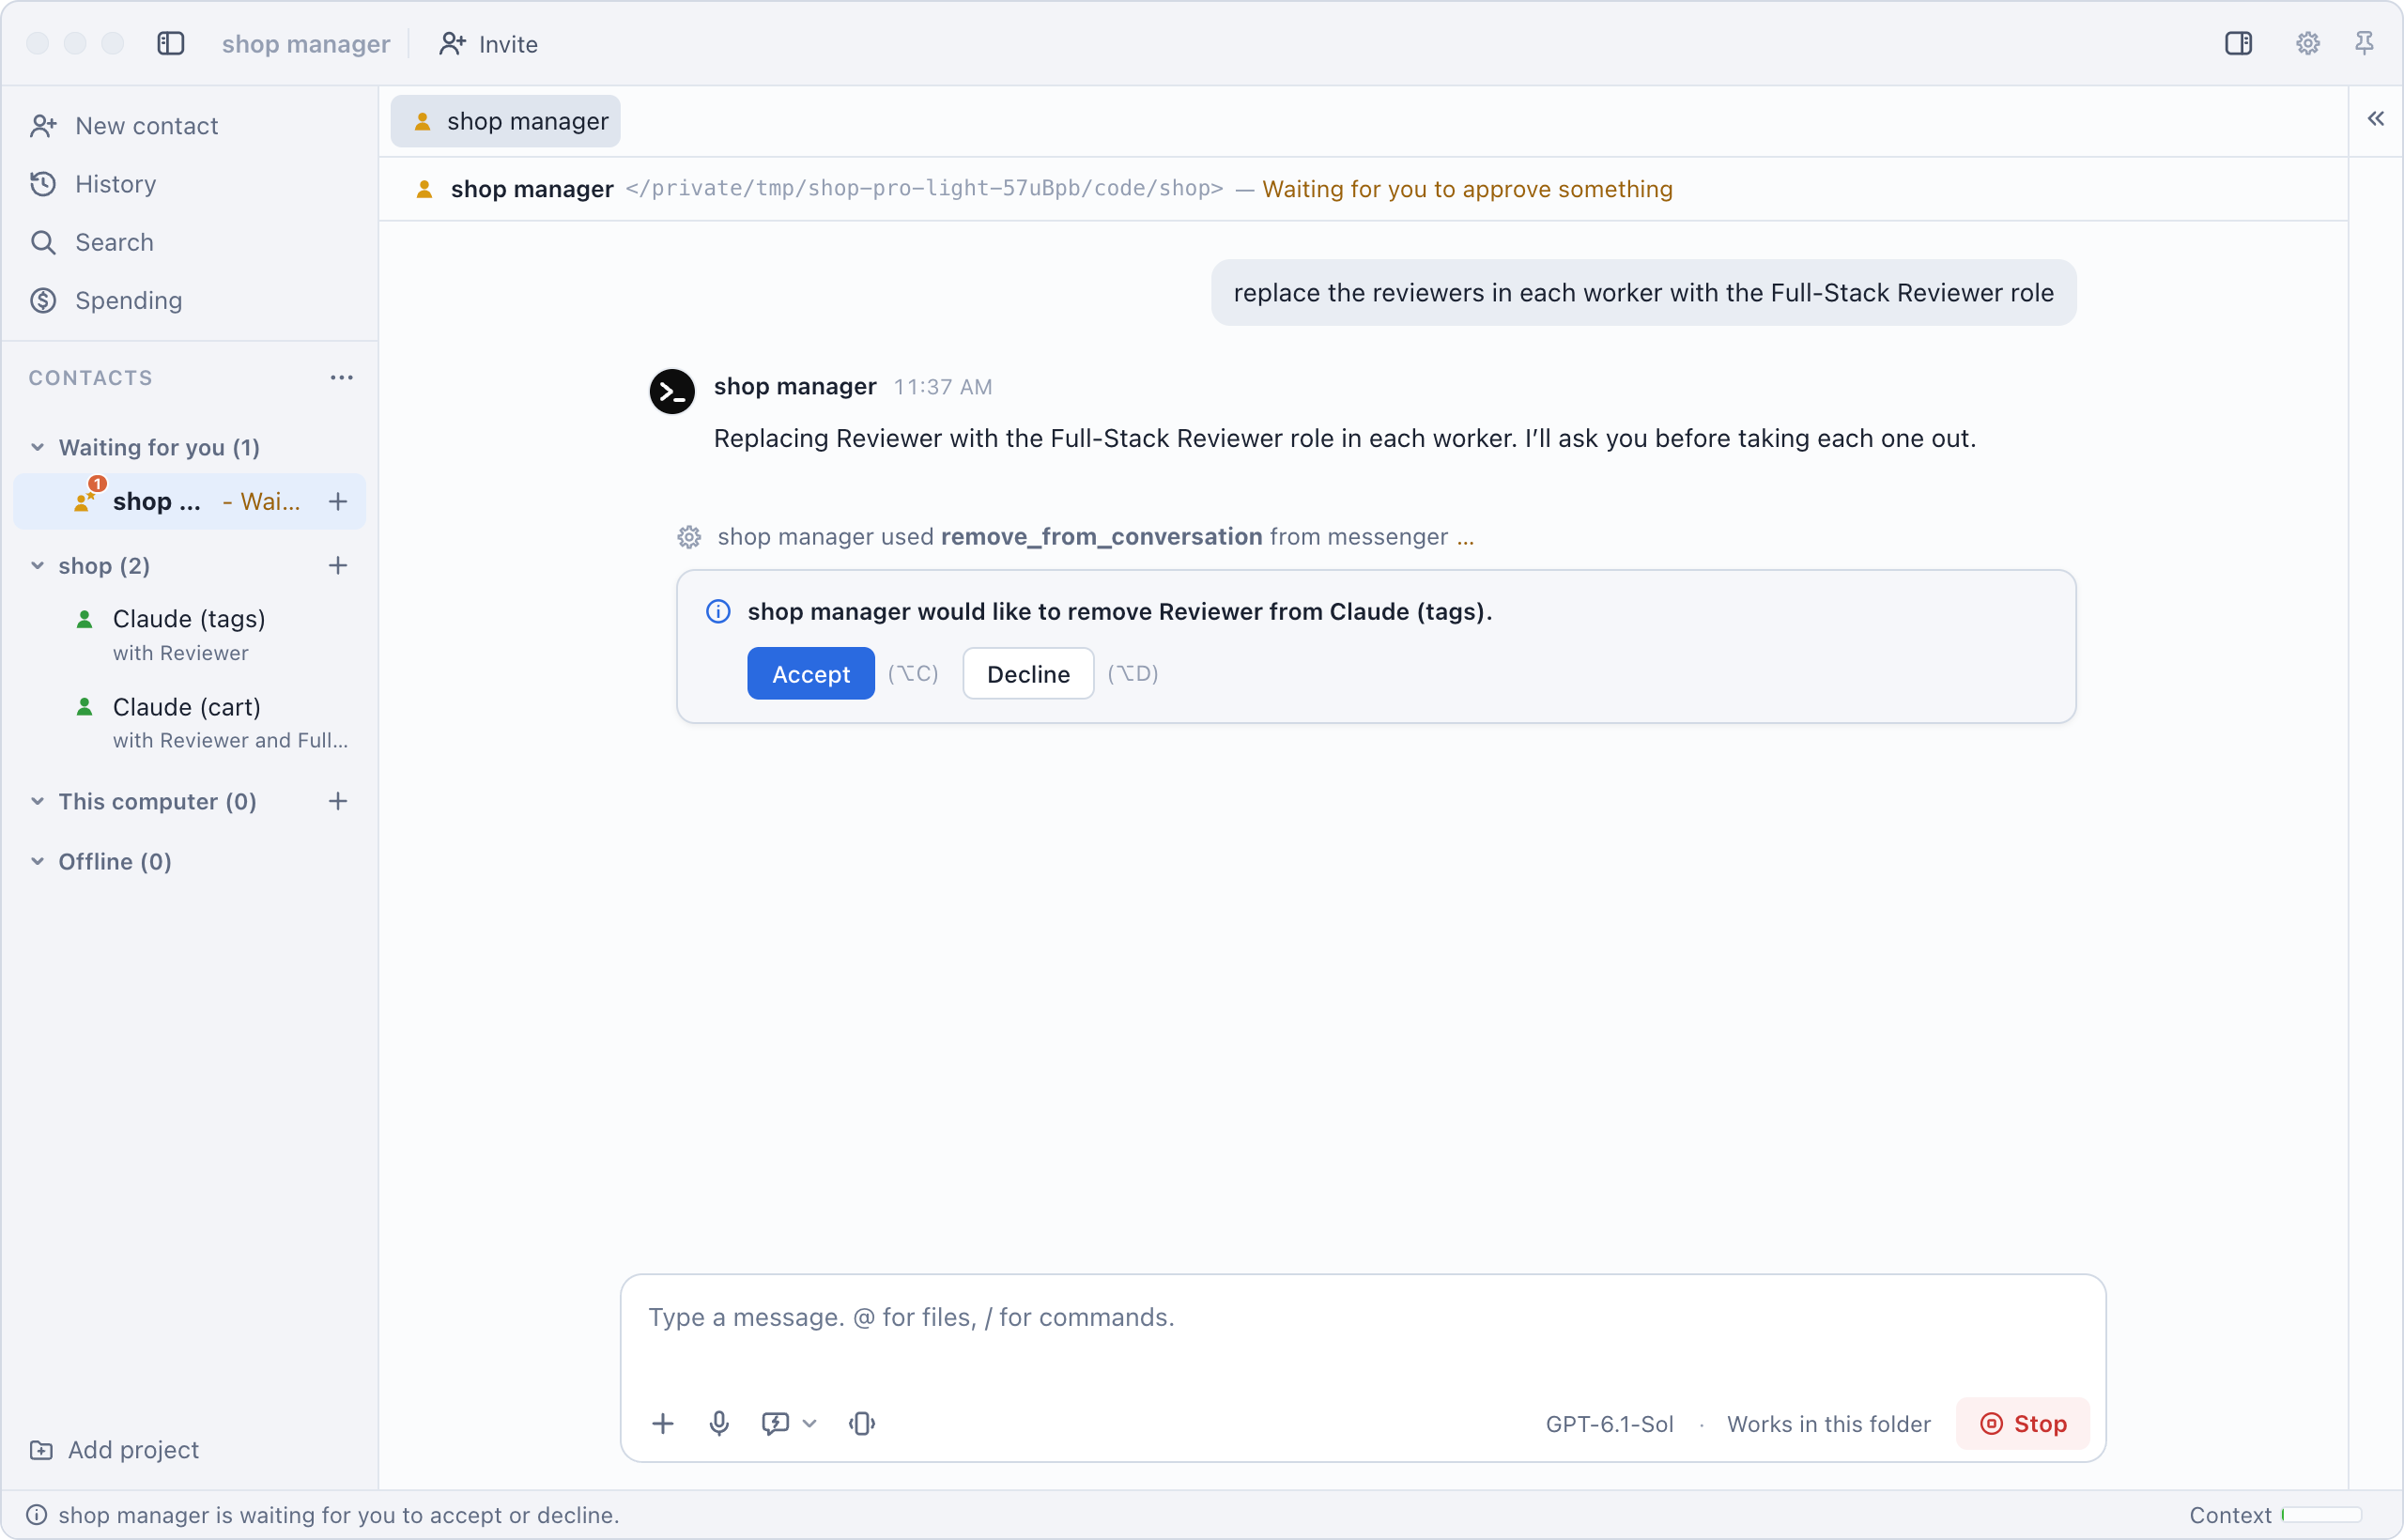 shop manager
Invite
New contact
History
Search
Spending
CONTACTS
Waiting for you (1)
1
shop ... - Wai...
shop (2)
Claude (tags)
with Reviewer
Claude (cart)
with Reviewer and Full...
This computer (0)
Offline (0)
Add project
shop manager
shop manager </private/tmp/shop-pro-light-57uBpb/code/shop> — Waiting for you to approve something
replace the reviewers in each worker with the Full-Stack Reviewer role
shop manager 11:37 AM
Replacing Reviewer with the Full-Stack Reviewer role in each worker. I’ll ask you before taking each one out.
shop manager used remove_from_conversation from messenger ...
shop manager would like to remove Reviewer from Claude (tags).
Accept (⌥C) Decline (⌥D)
Type a message. @ for files, / for commands.
GPT-6.1-Sol · Works in this folder Stop
shop manager is waiting for you to accept or decline.
Context